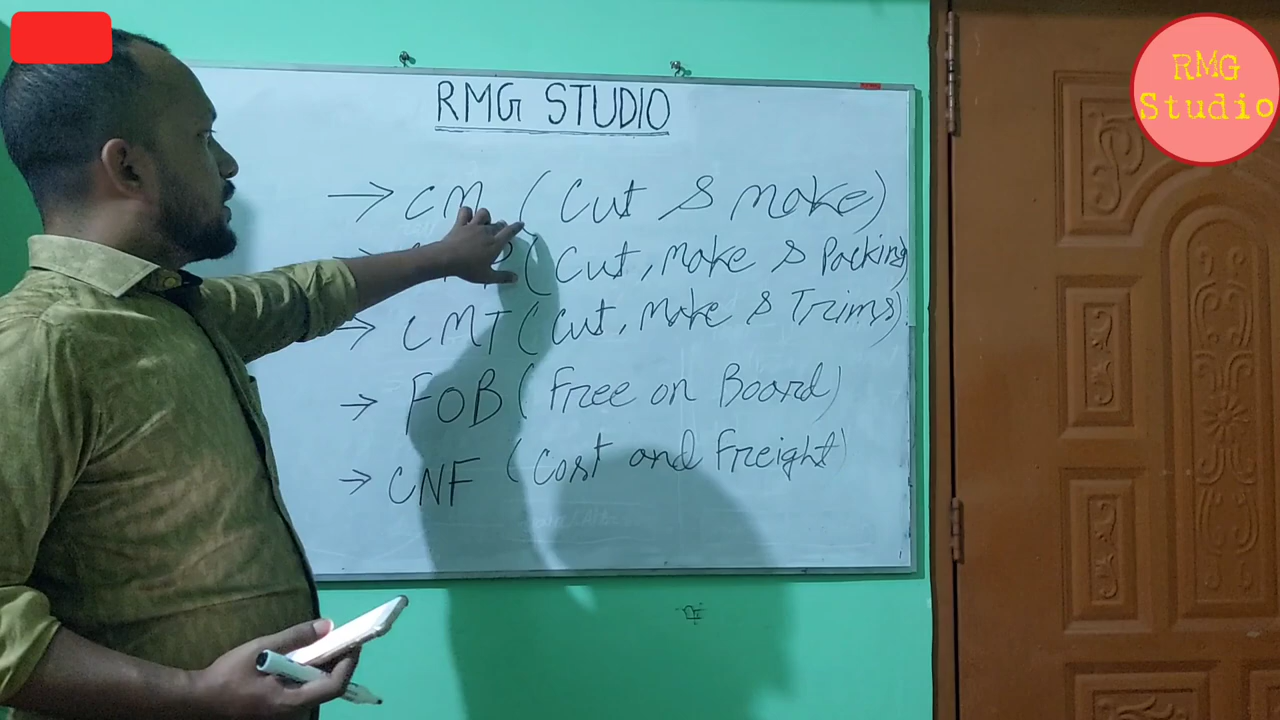 RMG STUDIO
→ CM (Cut & Make)
P (Cut, Make & Packing)
→ CMT (Cut, Make & Trims)
→ FOB (Free on Board)
→ CNF (Cost and Freight)
RMG
Studio